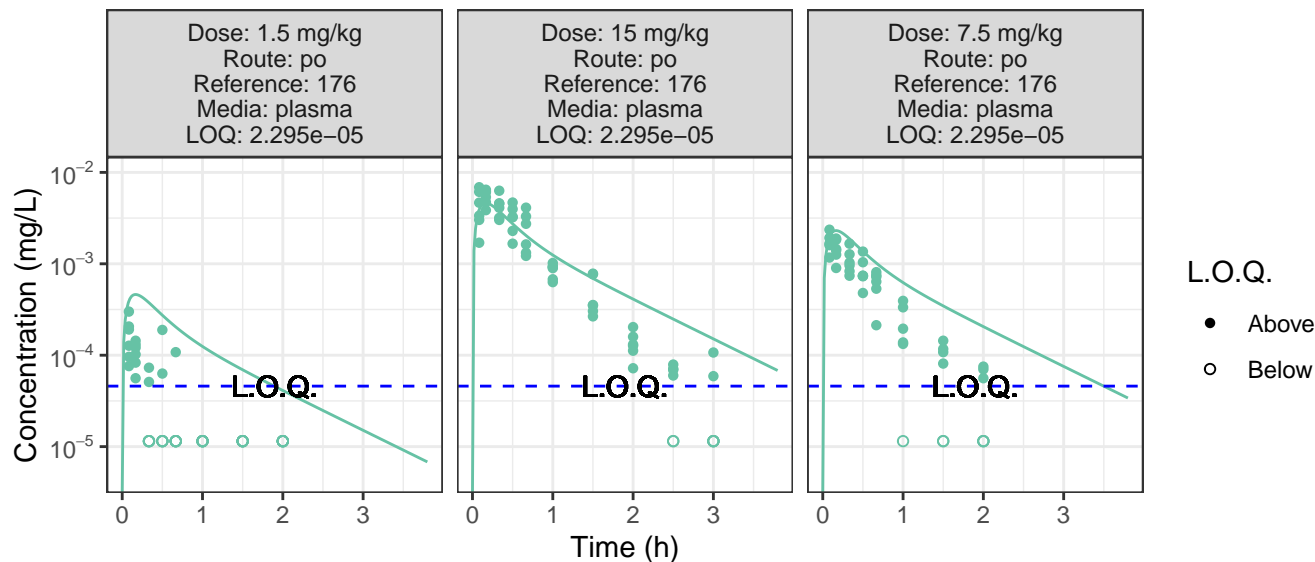 Dose: 1.5 mg/kg
Route: po
Reference: 176
Media: plasma
LOQ: 2.295e−05
Dose: 15 mg/kg
Route: po
Reference: 176
Media: plasma
LOQ: 2.295e−05
Dose: 7.5 mg/kg
Route: po
Reference: 176
Media: plasma
LOQ: 2.295e−05
Concentration (mg/L)
10⁻²
10⁻³
10⁻⁴
10⁻⁵
L.O.Q.
L.O.Q.
L.O.Q.
0 1 2 3
0 1 2 3
0 1 2 3
Time (h)
L.O.Q.
Above
Below